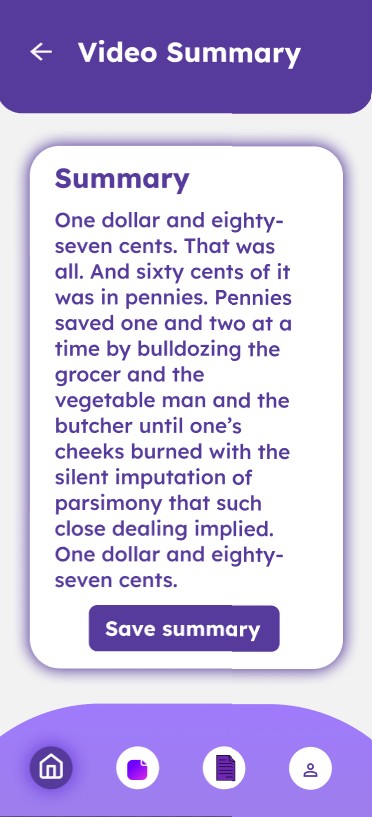 Video Summary
Summary
One dollar and eighty-
seven cents. That was
all. And sixty cents of it
was in pennies. Pennies
saved one and two at a
time by bulldozing the
grocer and the
vegetable man and the
butcher until one’s
cheeks burned with the
silent imputation of
parsimony that such
close dealing implied.
One dollar and eighty-
seven cents.
Save summary